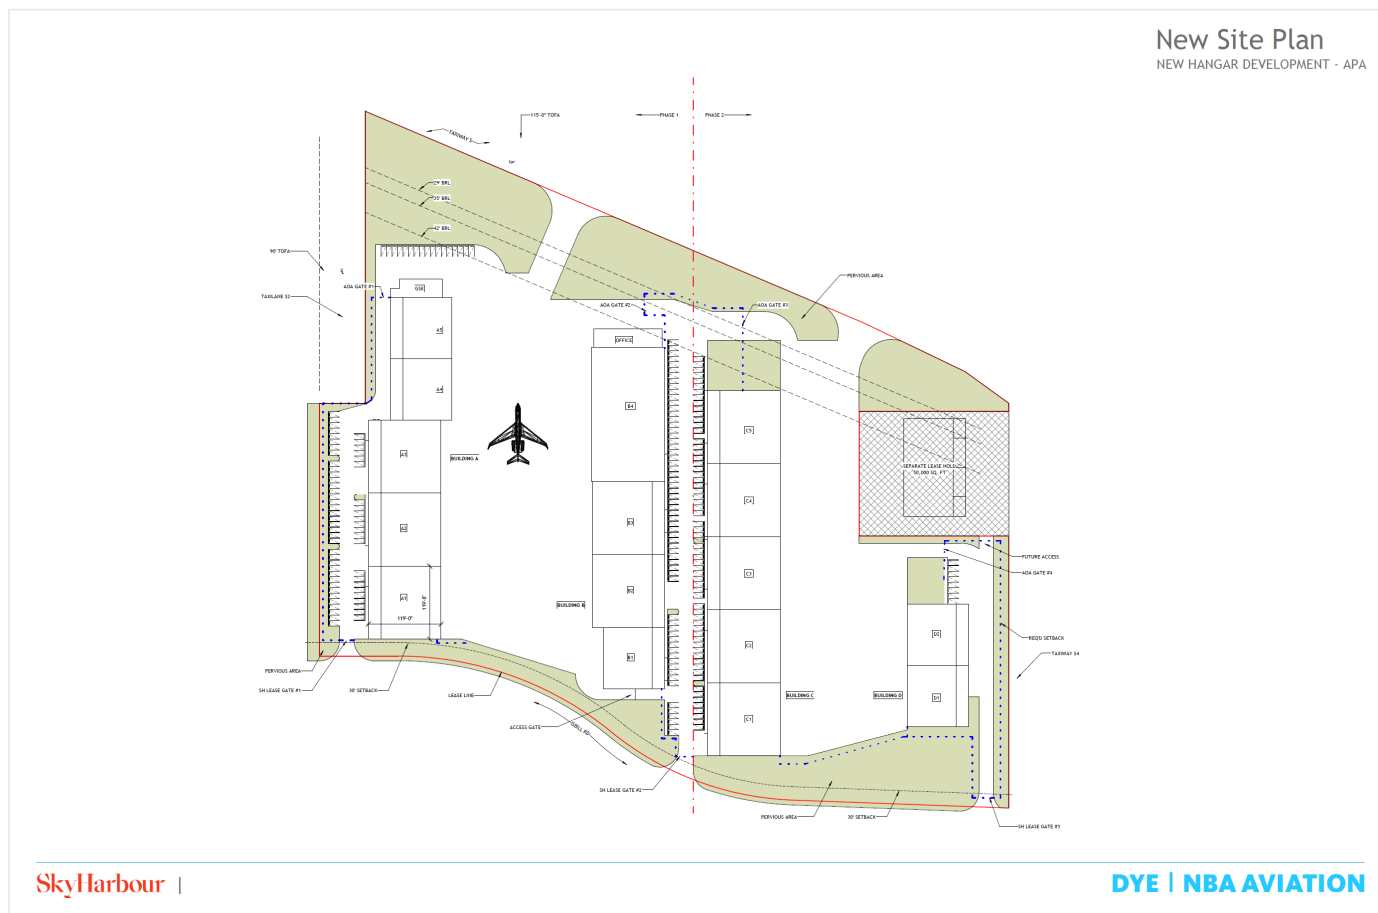 New Site Plan
NEW HANGAR DEVELOPMENT - APA
115'-0" TOFA
PHASE 1
PHASE 2
TAXIWAY S
29' BRL
35' BRL
42' BRL
90' TOFA
AOA GATE #1
TAXILANE S2
GSE
A5
A4
A3
A2
A1
119'-8"
119'-0"
BUILDING A
PERVIOUS AREA
AOA GATE #2
AOA GATE #3
OFFICE
B4
B3
B2
B1
BUILDING B
C5
C4
C3
C2
C1
BUILDING C
SEPARATE LEASE HOLD
50,000 SQ. FT
FUTURE ACCESS
AOA GATE #4
D2
D1
BUILDING D
REQ'D SETBACK
TAXIWAY S4
PERVIOUS AREA
SH LEASE GATE #1
30' SETBACK
LEASE LINE
ACCESS GATE
SH LEASE GATE #2
PERVIOUS AREA
30' SETBACK
SH LEASE GATE #3
SkyHarbour |
DYE | NBA AVIATION